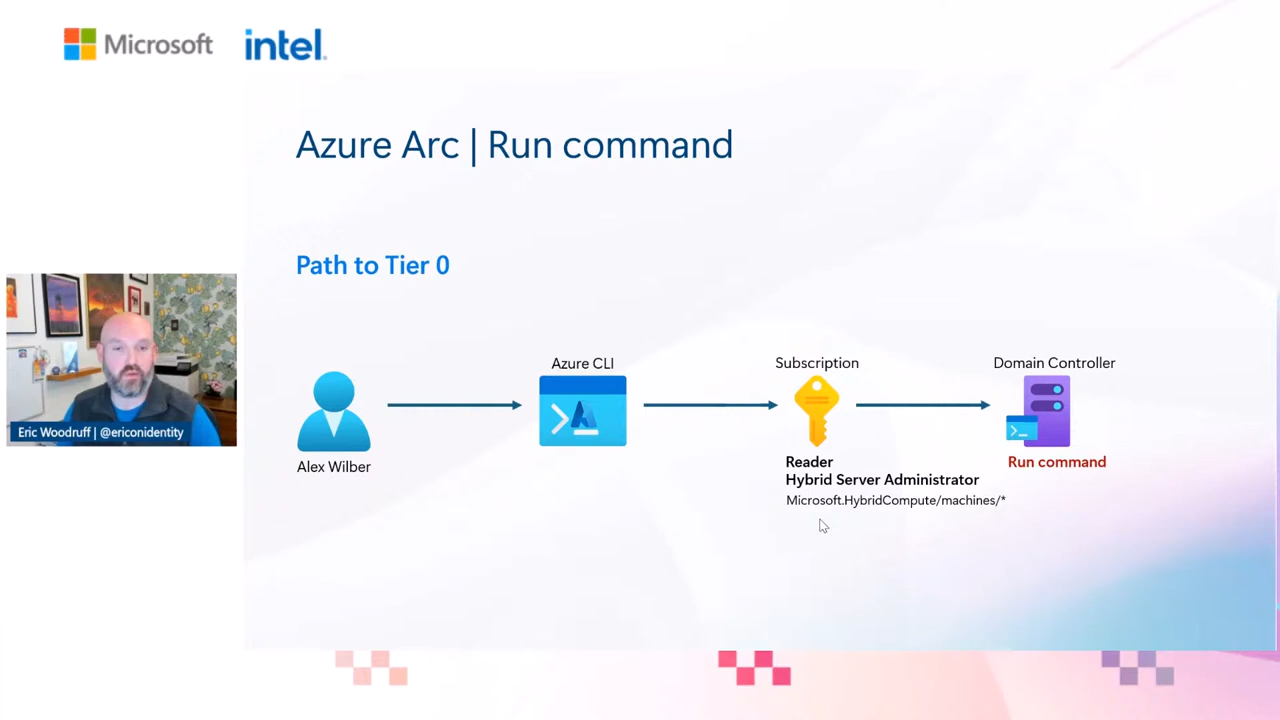 Microsoft intel.
Azure Arc | Run command
Path to Tier 0
Azure CLI
Subscription
Domain Controller
Eric Woodruff | @ericonidentity
Alex Wilber
Reader
Hybrid Server Administrator
Microsoft.HybridCompute/machines/*
Run command